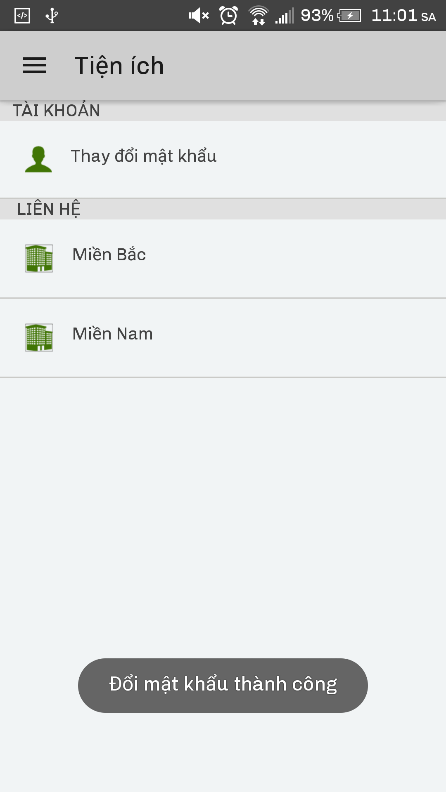 93% 11:01 SA
Tiện ích
TÀI KHOẢN
Thay đổi mật khẩu
LIÊN HỆ
Miền Bắc
Miền Nam
Đổi mật khẩu thành công